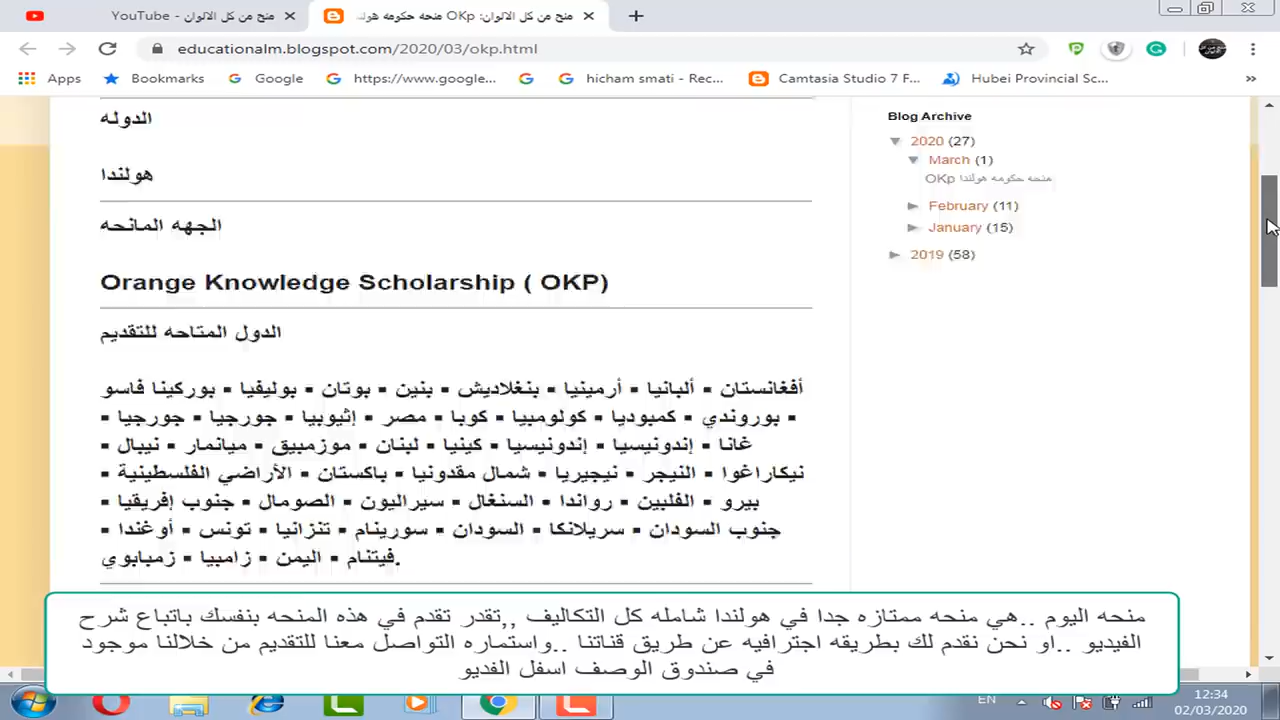 منح من كل الالوان - YouTube
منح من كل الالوان: OKp منحه حكومه هولند
educationalm.blogspot.com/2020/03/okp.html
Apps
Bookmarks
Google
https://www.google...
hicham smati - Rec...
Camtasia Studio 7 F...
Hubei Provincial Sc...
»
الدوله
هولندا
الجهه المانحه
Orange Knowledge Scholarship ( OKP)
الدول المتاحه للتقديم
أفغانستان ▪ ألبانيا ▪ أرمينيا ▪ بنغلاديش ▪ بنين ▪ بوتان ▪ بوليفيا ▪ بوركينا فاسو
▪ بوروندي ▪ كمبوديا ▪ كولومبيا ▪ كوبا ▪ مصر ▪ إثيوبيا ▪ جورجيا ▪ جورجيا ▪
غانا ▪ إندونيسيا ▪ إندونيسيا ▪ كينيا ▪ لبنان ▪ موزمبيق ▪ ميانمار ▪ نيبال ▪
نيكاراغوا ▪ النيجر ▪ نيجيريا ▪ شمال مقدونيا ▪ باكستان ▪ الأراضي الفلسطينية ▪
بيرو ▪ الفلبين ▪ رواندا ▪ السنغال ▪ سيراليون ▪ الصومال ▪ جنوب إفريقيا ▪
جنوب السودان ▪ سريلانكا ▪ السودان ▪ سورينام ▪ تنزانيا ▪ تونس ▪ أوغندا ▪
فيتنام ▪ اليمن ▪ زامبيا ▪ زمبابوي.
Blog Archive
▼ 2020 (27)
▼ March (1)
منحه حكومه هولندا OKp
► February (11)
► January (15)
► 2019 (58)
منحه اليوم ..هي منحه ممتازه جدا في هولندا شامله كل التكاليف ,,تقدر تقدم في هذه المنحه بنفسك باتباع شرح
الفيديو ..او نحن نقدم لك بطريقه اجترافيه عن طريق قناتنا ..واستماره التواصل معنا للتقديم من خلالنا موجود
في صندوق الوصف اسفل الفديو
EN
12:34
02/03/2020